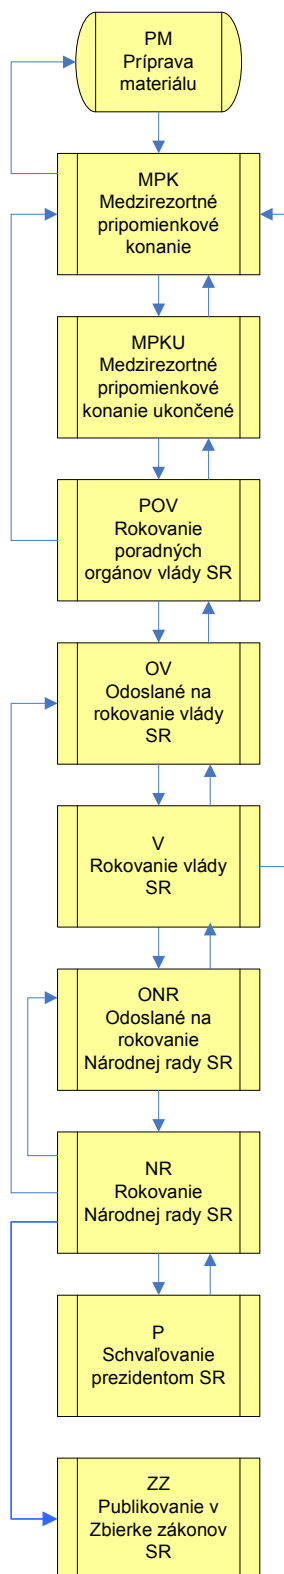 PM
Príprava
materiálu
MPK
Medzirezortné
pripomienkové
konanie
MPKU
Medzirezortné
pripomienkové
konanie ukončené
POV
Rokovanie
poradných
orgánov vlády SR
OV
Odoslané na
rokovanie vlády
SR
V
Rokovanie vlády
SR
ONR
Odoslané na
rokovanie
Národnej rady SR
NR
Rokovanie
Národnej rady SR
P
Schvaľovanie
prezidentom SR
ZZ
Publikovanie v
Zbierke zákonov
SR